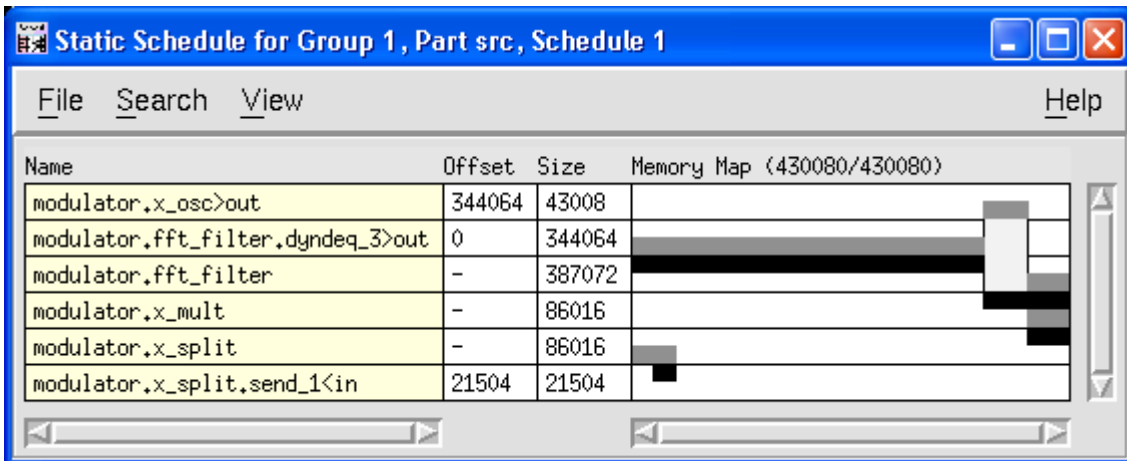 Static Schedule for Group 1, Part src, Schedule 1
File Search View Help
Name Offset Size Memory Map (430080/430080)
modulator.x_osc>out 344064 43008
modulator.fft_filter.dyndeq_3>out 0 344064
modulator.fft_filter - 387072
modulator.x_mult - 86016
modulator.x_split - 86016
modulator.x_split.send_1<in 21504 21504